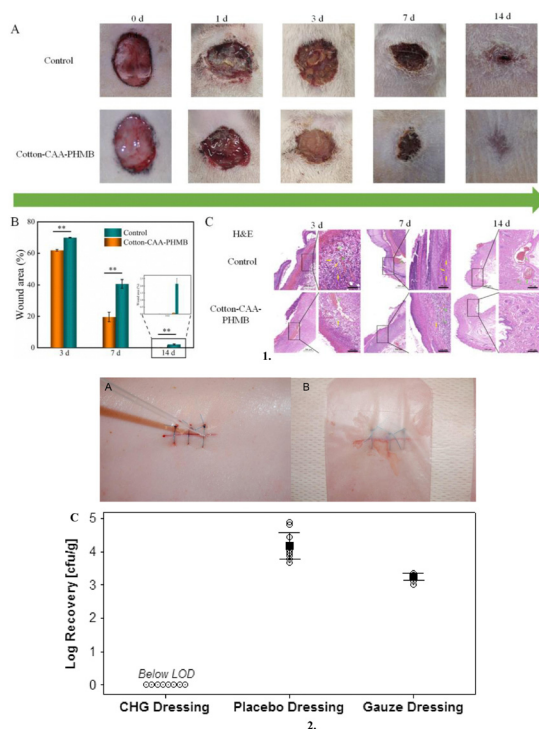 A
0 d 1 d 3 d 7 d 14 d
Control
Cotton-CAA-PHMB
B
Wound area (%)
80
60
40
20
0
** ** **
Control
Cotton-CAA-PHMB
3 d 7 d 14 d
C
H&E
3 d 7 d 14 d
Control
Cotton-CAA-
PHMB
1.
A B
C
Log Recovery [cfu/g]
5
4
3
2
1
0
Below LOD
CHG Dressing Placebo Dressing Gauze Dressing
2.